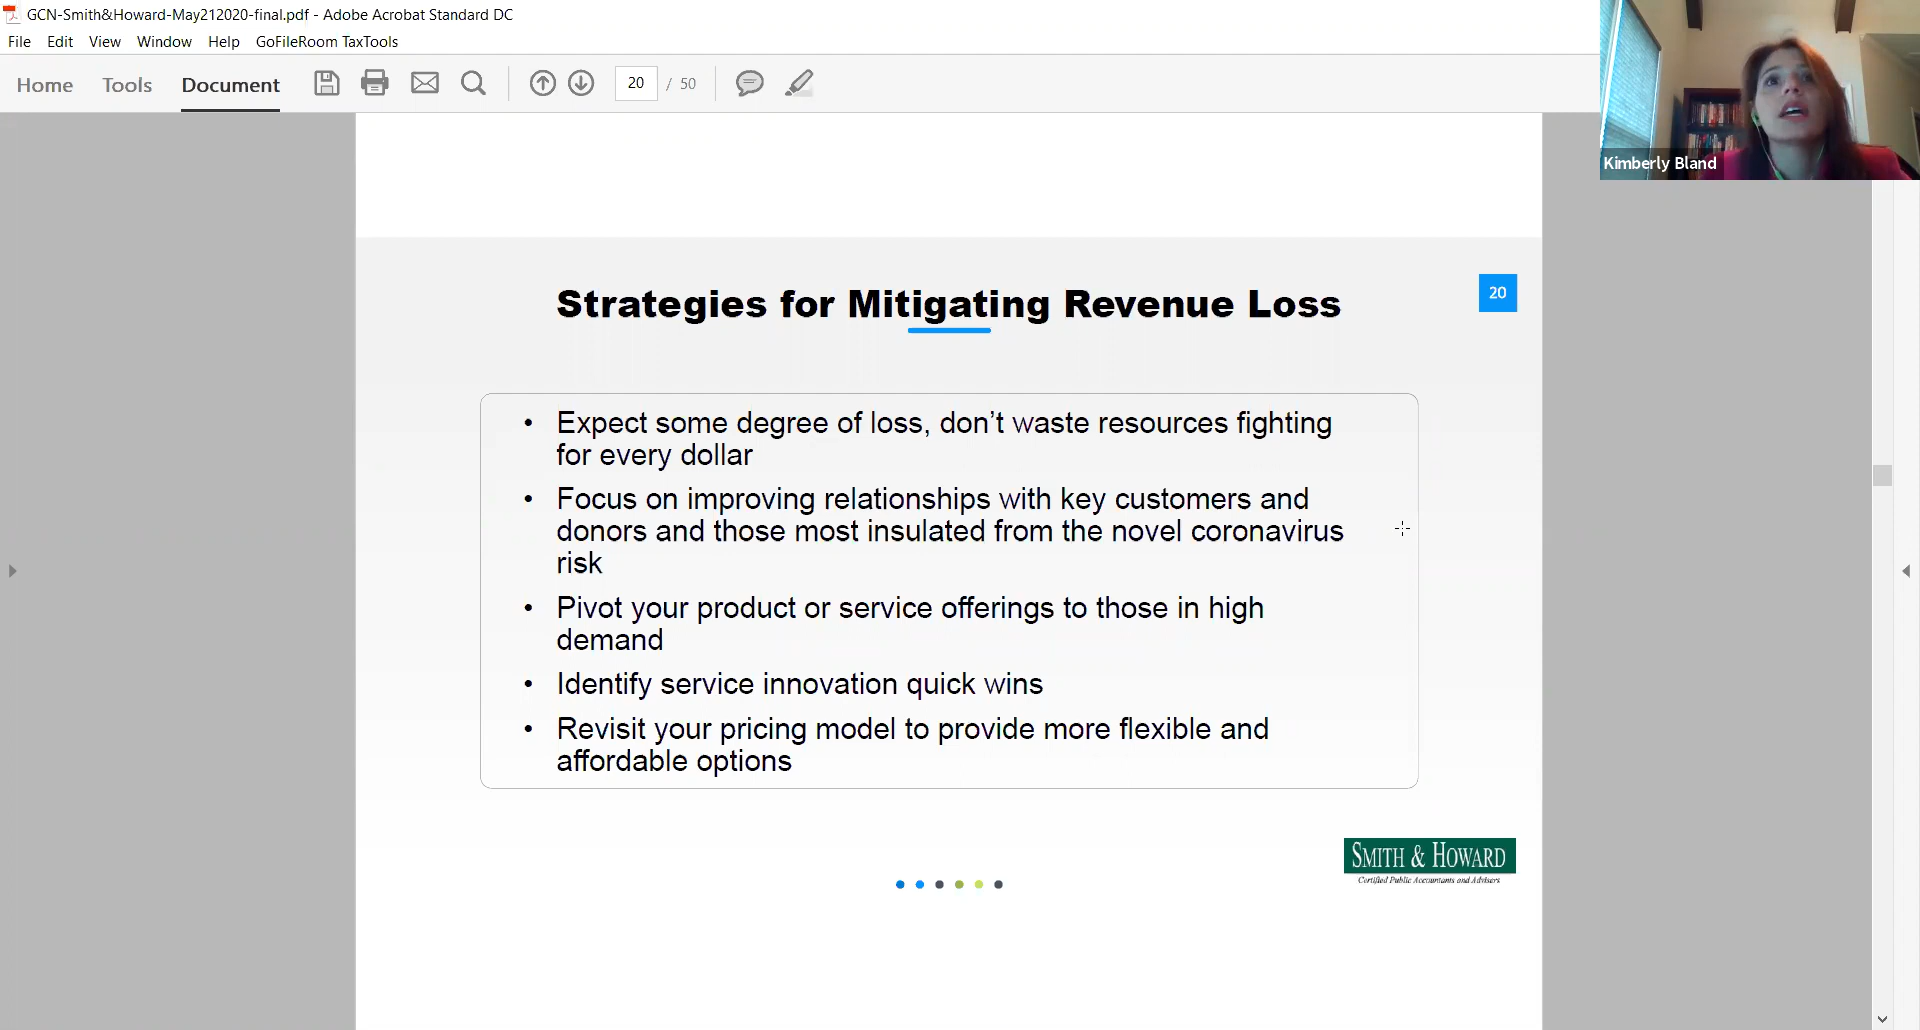 GCN-Smith&Howard-May212020-final.pdf - Adobe Acrobat Standard DC
File Edit View Window Help GoFileRoom TaxTools
Home Tools Document 20 / 50
Kimberly Bland
Strategies for Mitigating Revenue Loss
20
• Expect some degree of loss, don’t waste resources fighting
for every dollar
• Focus on improving relationships with key customers and
donors and those most insulated from the novel coronavirus
risk
• Pivot your product or service offerings to those in high
demand
• Identify service innovation quick wins
• Revisit your pricing model to provide more flexible and
affordable options
SMITH & HOWARD
Certified Public Accountants and Advisers